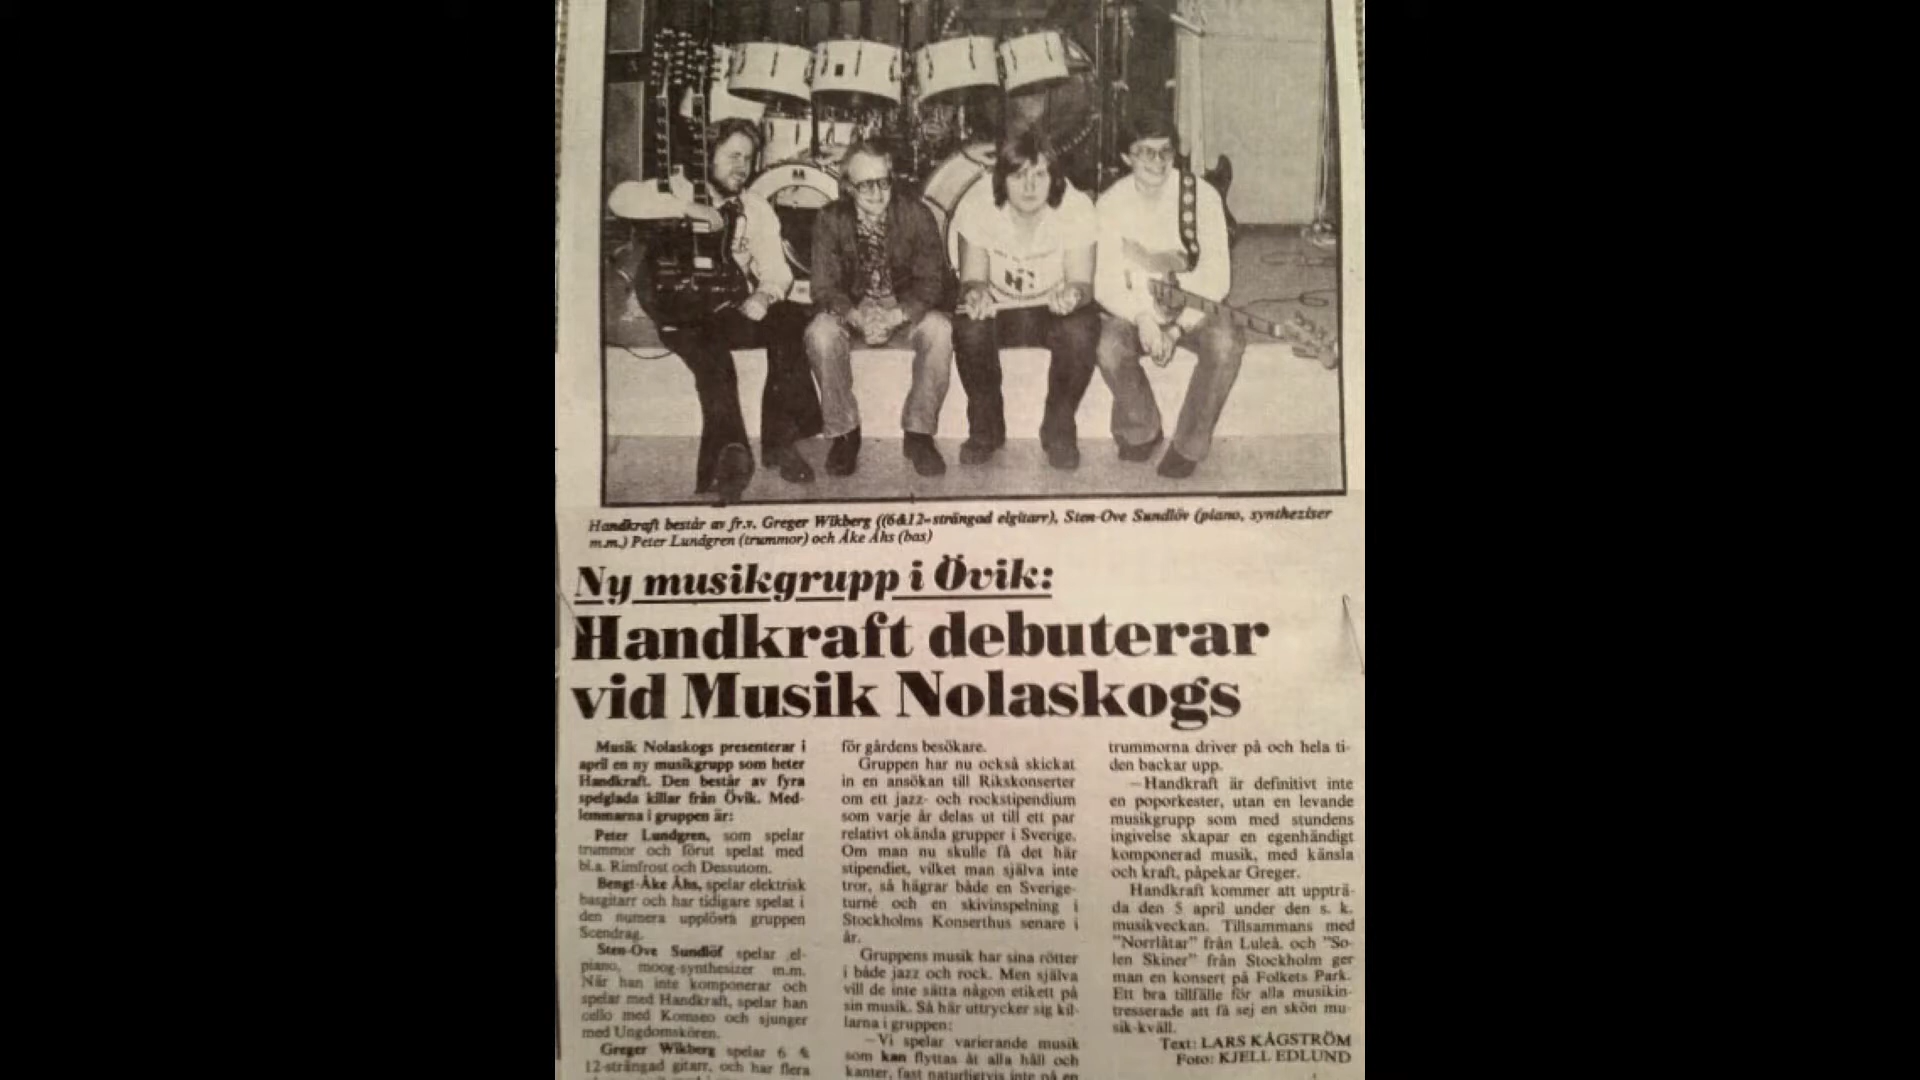 Handkraft består av fr.v. Greger Wikberg ((6&12-strängad elgitarr), Sten-Ove Sundlöv (piano, syntheziser
m.m.) Peter Lundgren (trummor) och Åke Åhs (bas)
Ny musikgrupp i Övik:
Handkraft debuterar
vid Musik Nolaskogs
Musik Nolaskogs presenterar i
april en ny musikgrupp som heter
Handkraft. Den består av fyra
spelglada killar från Övik. Med-
lemmarna i gruppen är:
Peter Lundgren, som spelar
trummor och förut spelat med
bl.a. Rimfrost och Dessutom.
Bengt-Åke Åhs, spelar elektrisk
basgitarr och har tidigare spelat i
den numera upplösta gruppen
Scendrag.
Sten-Ove Sundlöf spelar el-
piano, moog-synthesizer m.m.
När han inte komponerar och
spelar med Handkraft, spelar han
cello med Komseo och sjunger
med Ungdomskören.
Greger Wikberg spelar 6 &
12-strängad gitarr, och har flera
för gårdens besökare.
Gruppen har nu också skickat
in en ansökan till Rikskonserter
om ett jazz- och rockstipendium
som varje år delas ut till ett par
relativt okända grupper i Sverige.
Om man nu skulle få det här
stipendiet, vilket man själva inte
tror, så hägrar både en Sverige-
turné och en skivinspelning i
Stockholms Konserthus senare i
år.
Gruppens musik har sina rötter
i både jazz och rock. Men själva
vill de inte sätta någon etikett på
sin musik. Så här uttrycker sig kil-
larna i gruppen:
—Vi spelar varierande musik
som kan flyttas åt alla håll och
kanter, fast naturligtvis inte på en
trummorna driver på och hela ti-
den backar upp.
—Handkraft är definitivt inte
en poporkester, utan en levande
musikgrupp som med stundens
ingivelse skapar en egenhändigt
komponerad musik, med känsla
och kraft, påpekar Greger.
Handkraft kommer att uppträ-
da den 5 april under den s. k.
musikveckan. Tillsammans med
"Norrlåtar" från Luleå, och "So-
len Skiner" från Stockholm ger
man en konsert på Folkets Park.
Ett bra tillfälle för alla musikin-
tresserade att få sej en skön mu-
sik-kväll.
Text: LARS KÅGSTRÖM
Foto: KJELL EDLUND